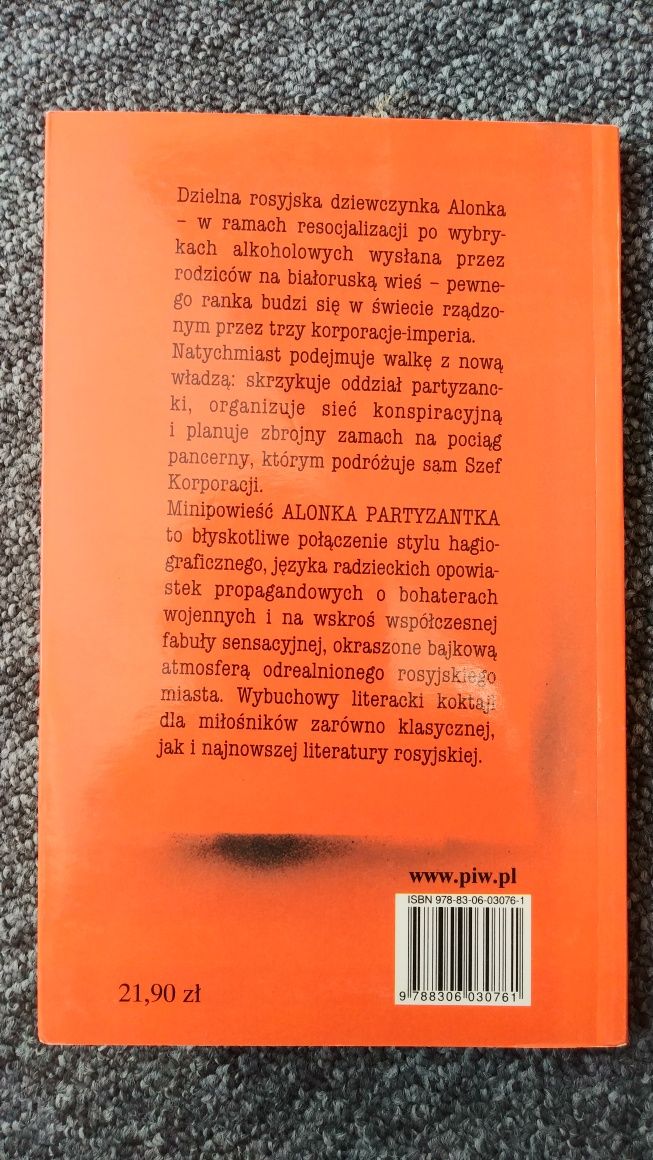 Dzielna rosyjska dziewczynka Alonka
– w ramach resocjalizacji po wybry-
kach alkoholowych wysłana przez
rodziców na białoruską wieś – pewne-
go ranka budzi się w świecie rządzo-
nym przez trzy korporacje-imperia.
Natychmiast podejmuje walkę z nową
władzą: skrzykuje oddział partyzanc-
ki, organizuje sieć konspiracyjną
i planuje zbrojny zamach na pociąg
pancerny, którym podróżuje sam Szef
Korporacji.
Minipowieść ALONKA PARTYZANTKA
to błyskotliwe połączenie stylu hagio-
graficznego, języka radzieckich opowia-
stek propagandowych o bohaterach
wojennych i na wskroś współczesnej
fabuły sensacyjnej, okraszone bajkową
atmosferą odrealnionego rosyjskiego
miasta. Wybuchowy literacki koktajl
dla miłośników zarówno klasycznej,
jak i najnowszej literatury rosyjskiej.
www.piw.pl
ISBN 978-83-06-03076-1
9 788306 030761
21,90 zł